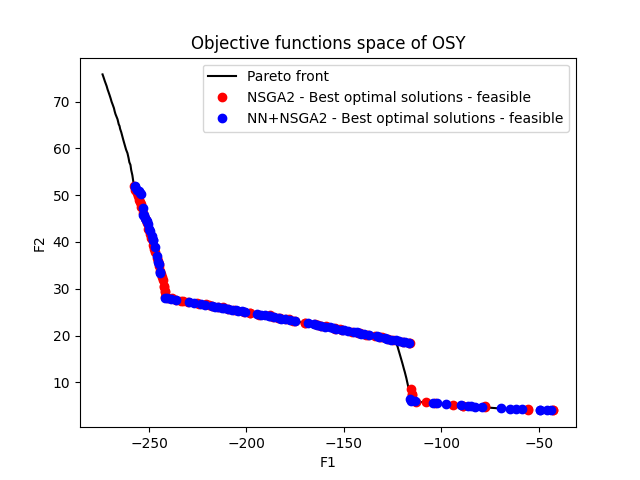 Objective functions space of OSY
Pareto front
NSGA2 - Best optimal solutions - feasible
NN+NSGA2 - Best optimal solutions - feasible
70
60
50
40
30
20
10
F2
−250 −200 −150 −100 −50
F1